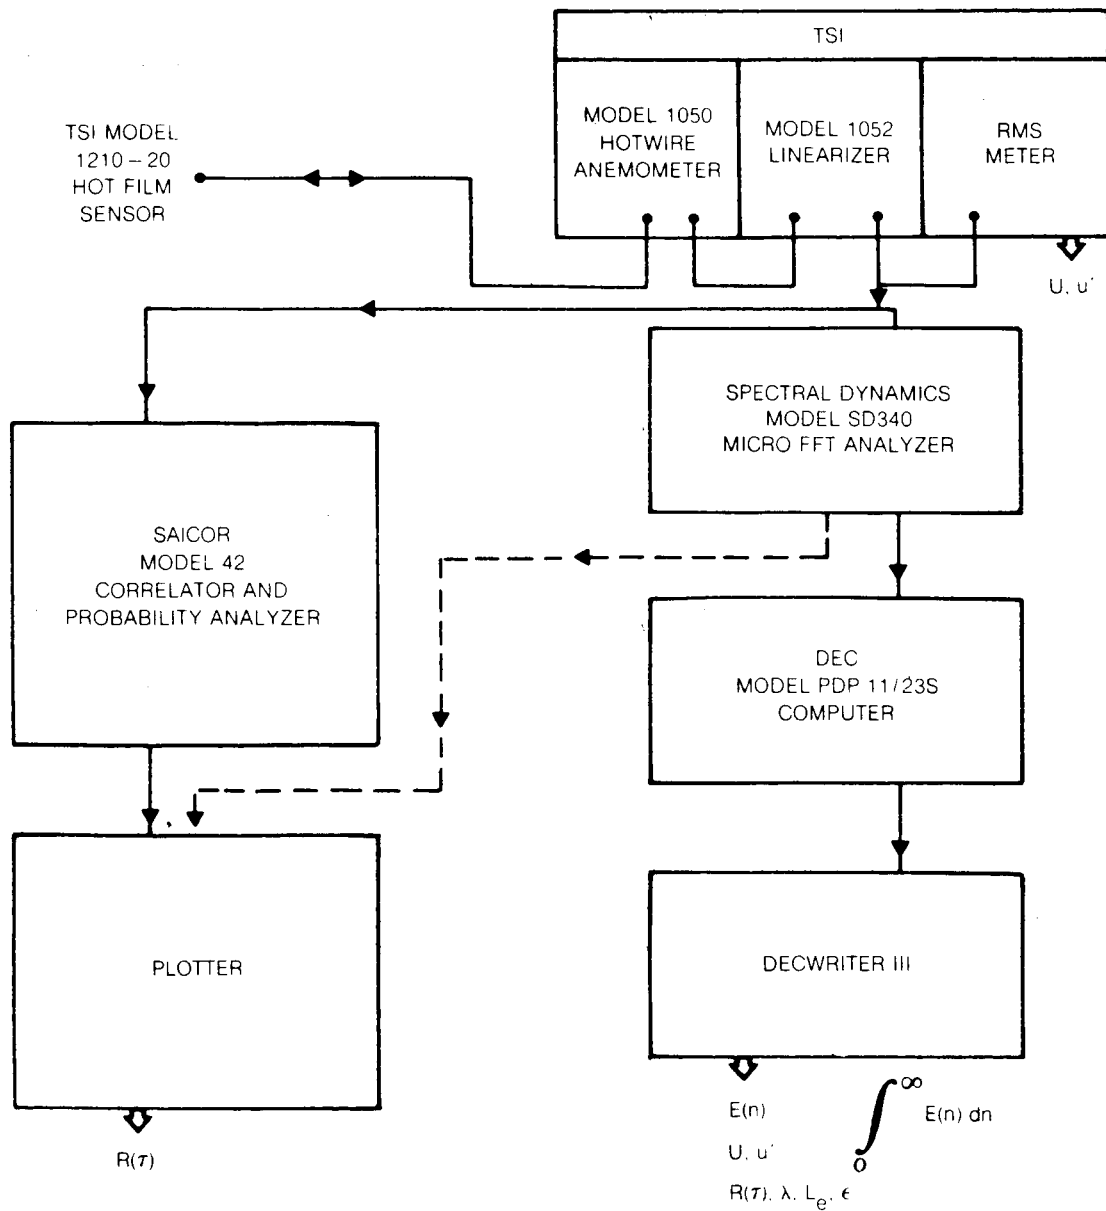 TSI
TSI MODEL
1210-20
HOT FILM
SENSOR
MODEL 1050
HOTWIRE
ANEMOMETER
MODEL 1052
LINEARIZER
RMS
METER
U, u′
SPECTRAL DYNAMICS
MODEL SD340
MICRO FFT ANALYZER
SAICOR
MODEL 42
CORRELATOR AND
PROBABILITY ANALYZER
DEC
MODEL PDP 11/23S
COMPUTER
PLOTTER
DECWRITER III
R(τ)
E(n)
∫₀^∞ E(n) dn
U, u′
R(τ), λ, Lₑ, ϵ